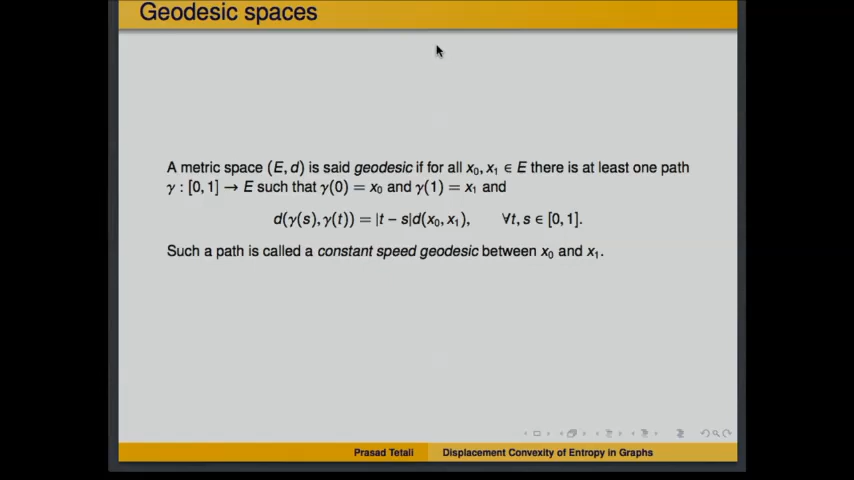 Geodesic spaces
A metric space (E, d) is said geodesic if for all x₀, x₁ ∈ E there is at least one path
γ : [0, 1] → E such that γ(0) = x₀ and γ(1) = x₁ and
d(γ(s), γ(t)) = |t − s|d(x₀, x₁), ∀t, s ∈ [0, 1].
Such a path is called a constant speed geodesic between x₀ and x₁.
Prasad Tetali Displacement Convexity of Entropy in Graphs